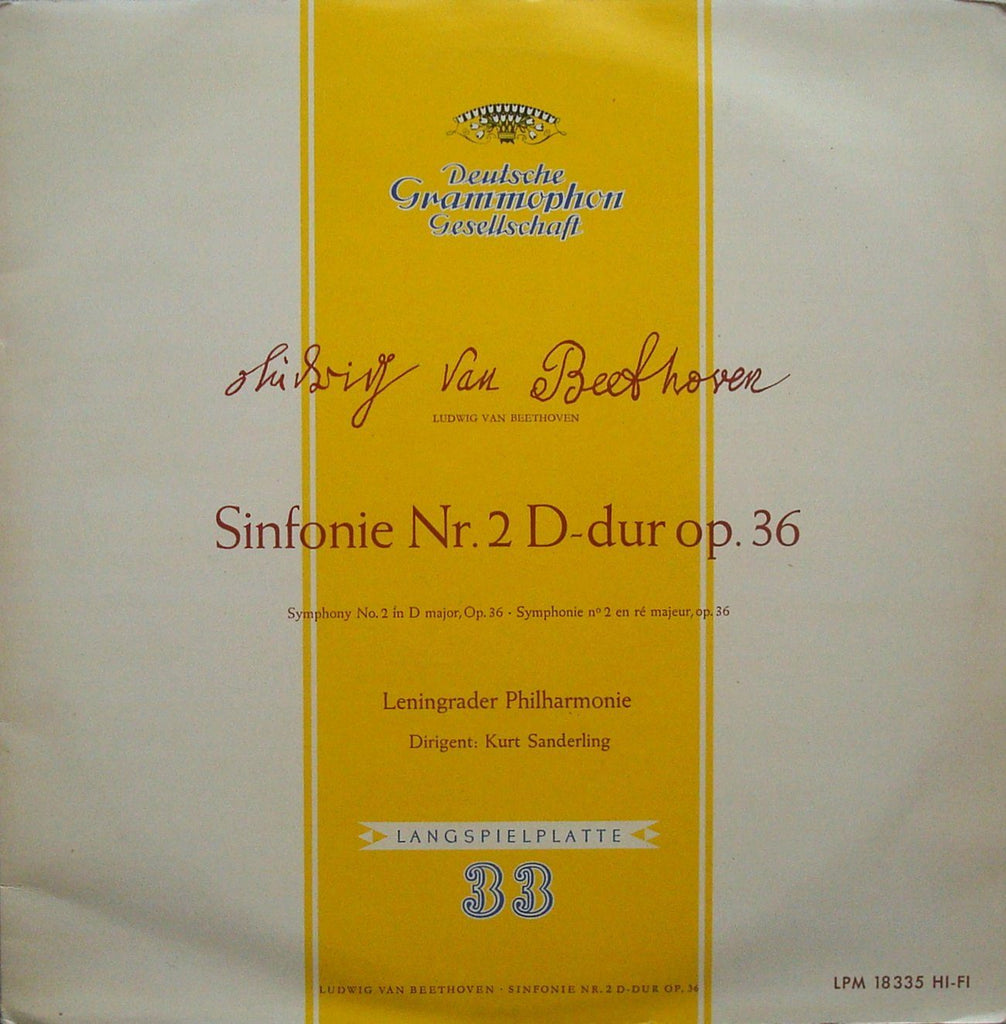 Deutsche
Grammophon
Gesellschaft
Ludwig Van Beethoven
LUDWIG VAN BEETHOVEN
Sinfonie Nr. 2 D-dur op. 36
Symphony No. 2 in D major, Op. 36 · Symphonie nº 2 en ré majeur, op. 36
Leningrader Philharmonie
Dirigent: Kurt Sanderling
LANGSPIELPLATTE
33
LPM 18335 HI-FI
LUDWIG VAN BEETHOVEN · SINFONIE NR. 2 D-DUR OP. 36